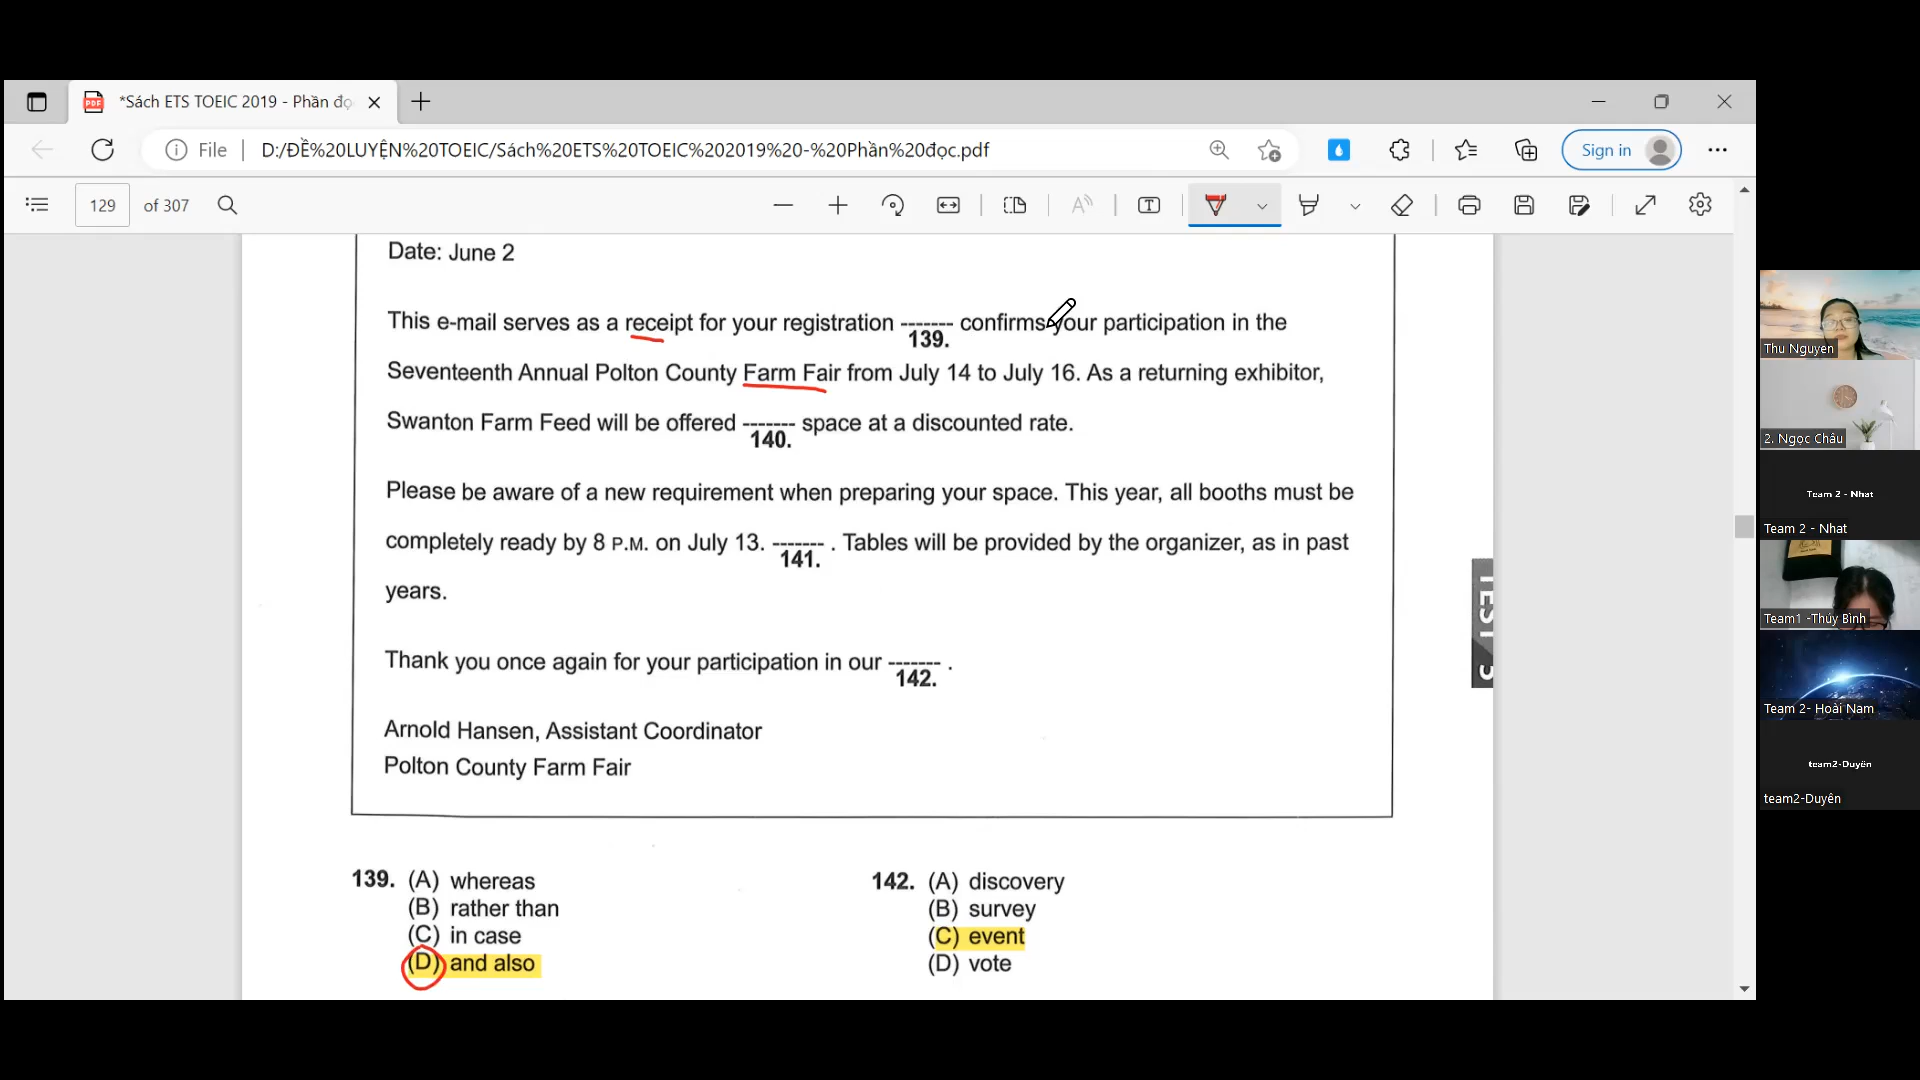 *Sách ETS TOEIC 2019 - Phần đọ
File
D:/ĐỀ%20LUYỆN%20TOEIC/Sách%20ETS%20TOEIC%202019%20-%20Phần%20đọc.pdf
Sign in
129 of 307
Date: June 2
This e-mail serves as a receipt for your registration ------- confirms your participation in the
139.
Seventeenth Annual Polton County Farm Fair from July 14 to July 16. As a returning exhibitor,
Swanton Farm Feed will be offered ------- space at a discounted rate.
140.
Please be aware of a new requirement when preparing your space. This year, all booths must be
completely ready by 8 P.M. on July 13. ------- . Tables will be provided by the organizer, as in past
141.
years.
Thank you once again for your participation in our ------- .
142.
Arnold Hansen, Assistant Coordinator
Polton County Farm Fair
139. (A) whereas
(B) rather than
(C) in case
(D) and also
142. (A) discovery
(B) survey
(C) event
(D) vote
TEST 3
Thu Nguyen
2. Ngọc Châu
Team 2 - Nhat
Team 2 - Nhat
Team1 -Thúy Bình
Team 2- Hoài Nam
team2-Duyên
team2-Duyên